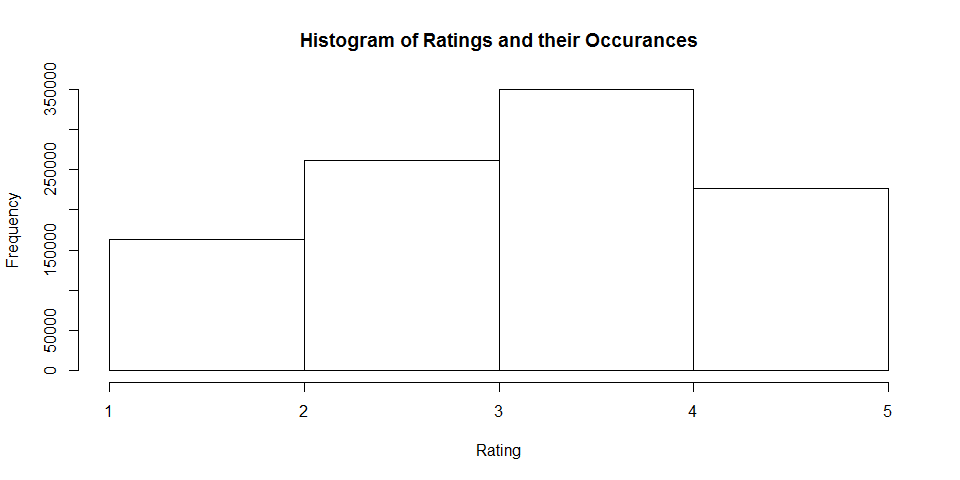 Histogram of Ratings and their Occurances
350000
250000
150000
50000
0
Frequency
1 2 3 4 5
Rating